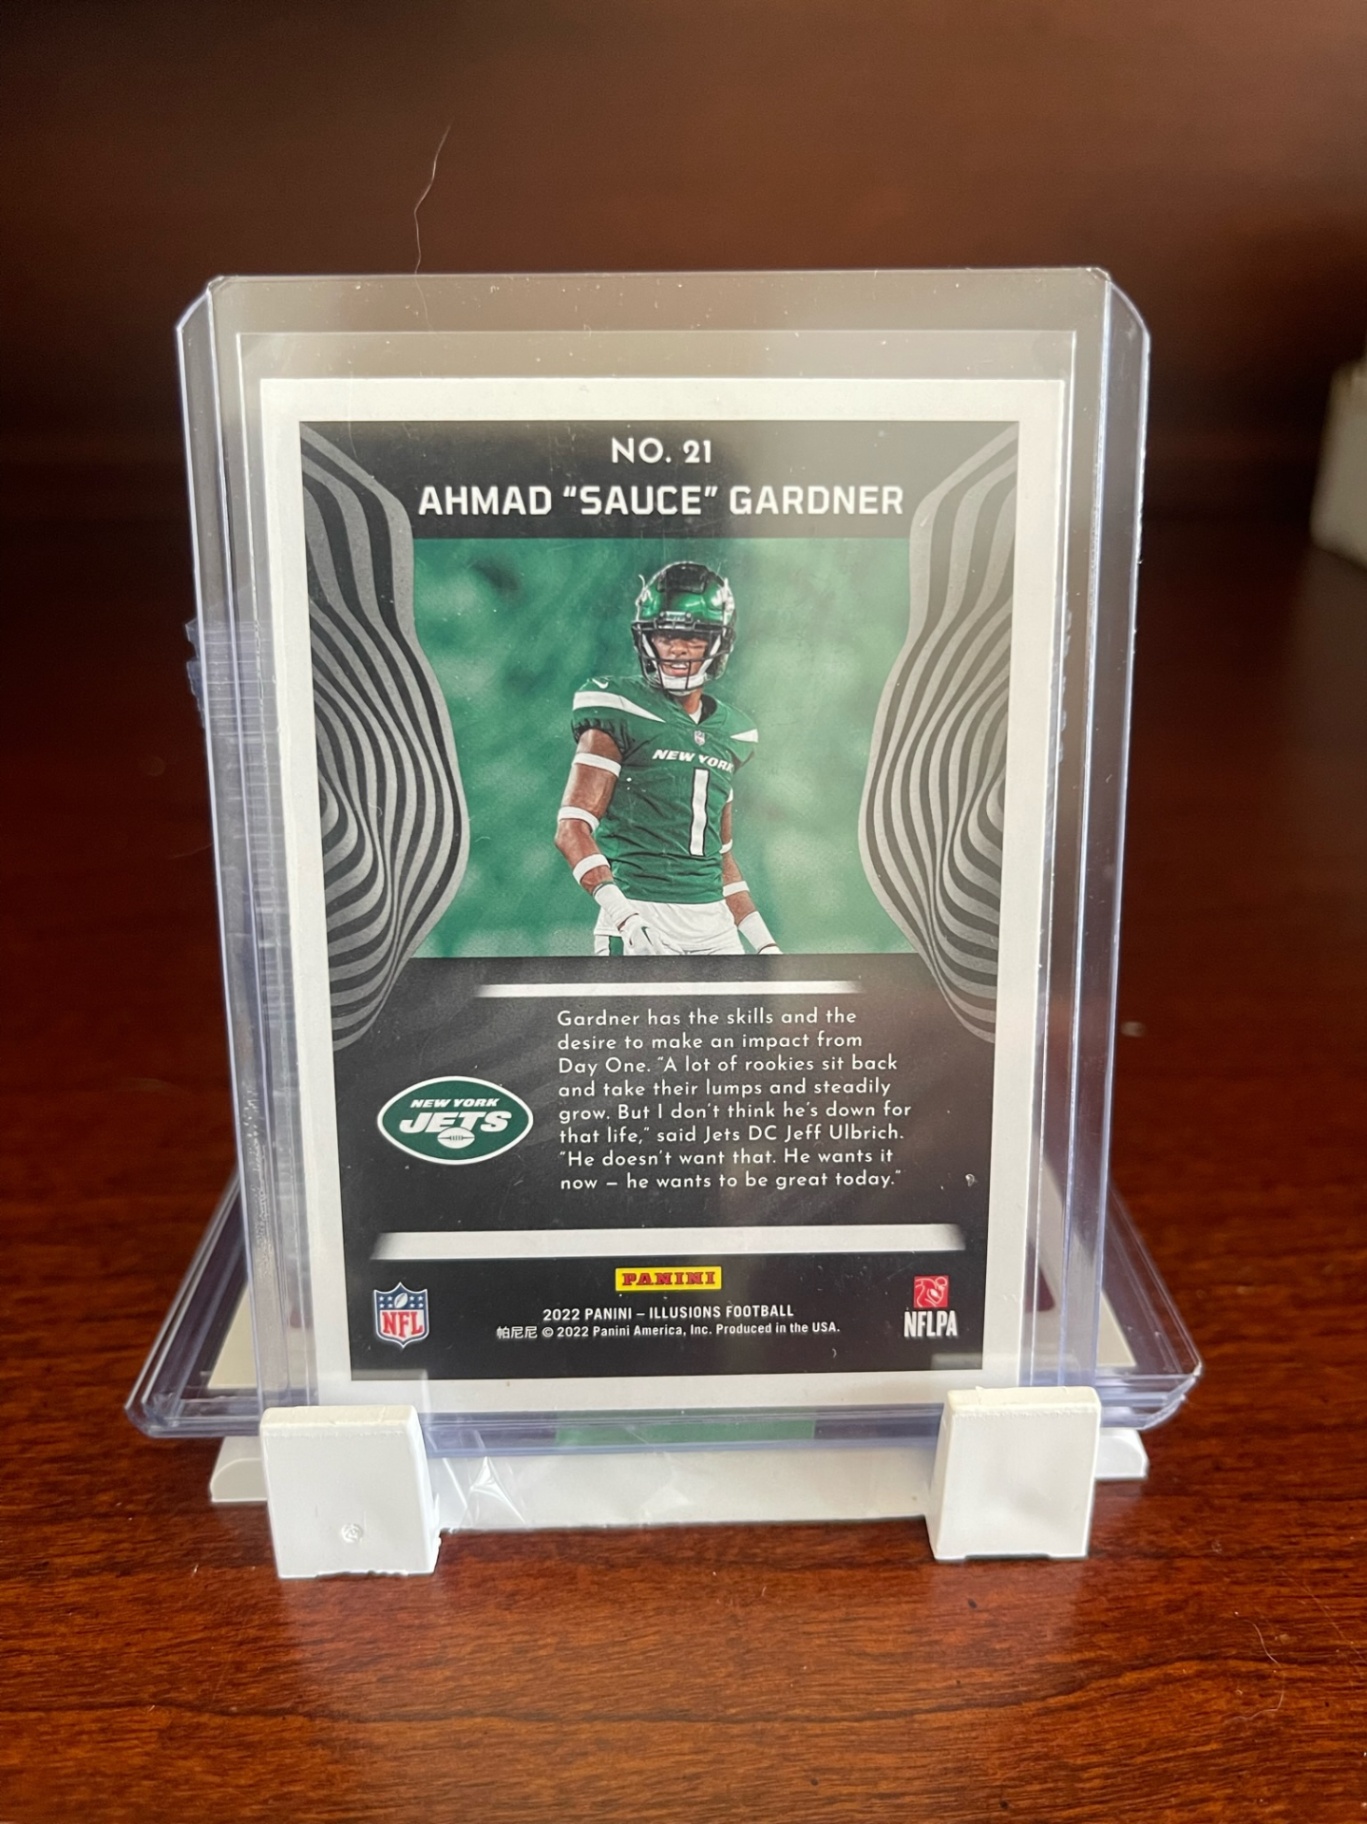 NO. 21
AHMAD “SAUCE” GARDNER
NEW YORK
1
Gardner has the skills and the
desire to make an impact from
Day One. "A lot of rookies sit back
and take their lumps and steadily
grow. But I don't think he's down for
that life," said Jets DC Jeff Ulbrich.
"He doesn't want that. He wants it
now – he wants to be great today."
NEW YORK
JETS
PANINI
2022 PANINI – ILLUSIONS FOOTBALL
帕尼尼 © 2022 Panini America, Inc. Produced in the USA.
NFL
NFLPA